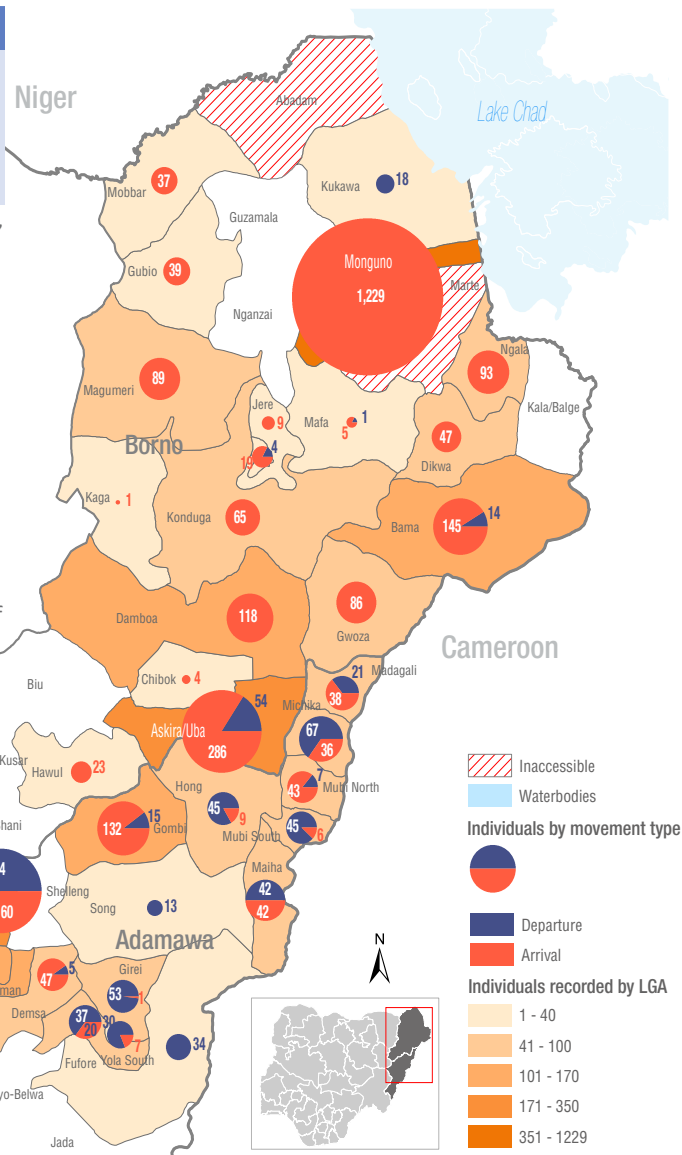 Niger
Abadam
Lake Chad
Mobbar
37
Kukawa
18
Guzamala
Gubio
39
Monguno
1,229
Marte
Nganzai
Ngala
93
Magumeri
89
Jere
9
Mafa
1
5
Kala/Balge
47
Dikwa
Borno
4
19
Kaga
1
Konduga
65
Bama
145
14
Damboa
118
86
Gwoza
Cameroon
Biu
Chibok
4
21
Madagali
38
Michika
54
Askira/Uba
286
67
36
Kusar
Hawul
23
7
43
Mubi North
Hong
45
9
Mubi South
45
6
15
132
Gombi
hani
4
60
Shelleng
Maiha
42
42
Song
13
Adamawa
Girei
5
47
man
53
1
Demsa
37
20
30
7
Yola South
Fufore
34
yo-Belwa
Jada
Inaccessible
Waterbodies
Individuals by movement type
Departure
Arrival
Individuals recorded by LGA
1 - 40
41 - 100
101 - 170
171 - 350
351 - 1229
N